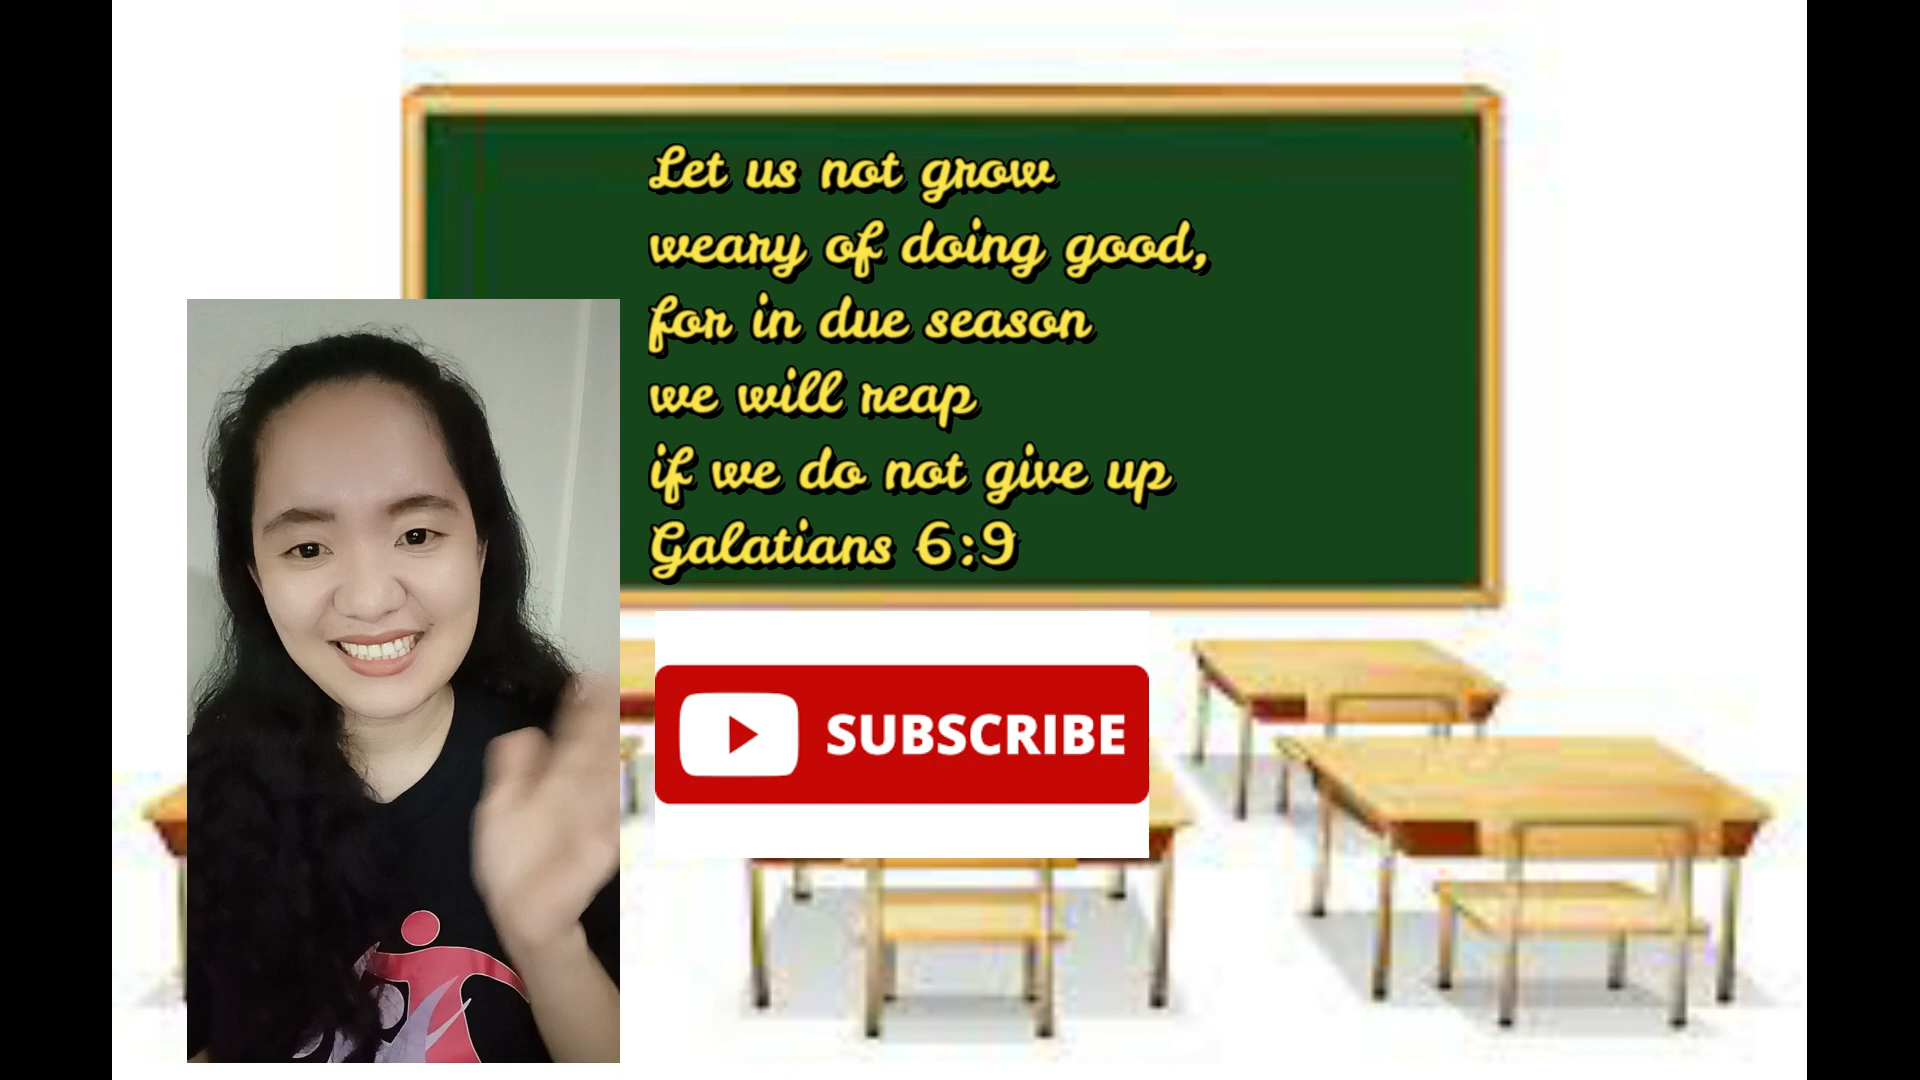 Let us not grow
weary of doing good,
for in due season
we will reap
if we do not give up
Galatians 6:9
SUBSCRIBE